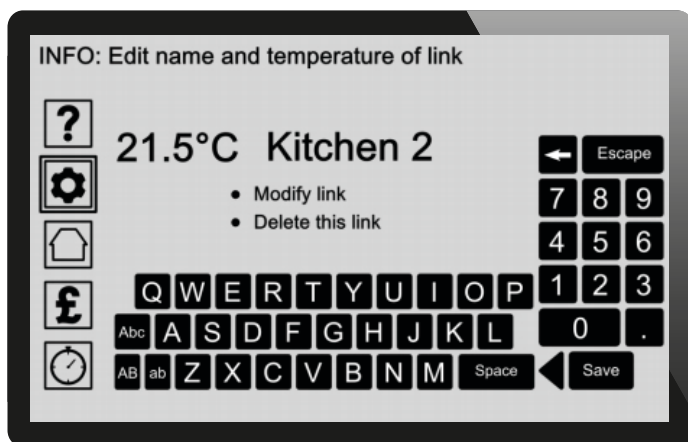 INFO: Edit name and temperature of link
?
21.5°C Kitchen 2
Escape
• Modify link
• Delete this link
7 8 9
4 5 6
£
Q W E R T Y U I O P 1 2 3
Abc A S D F G H J K L 0 .
AB ab Z X C V B N M Space Save